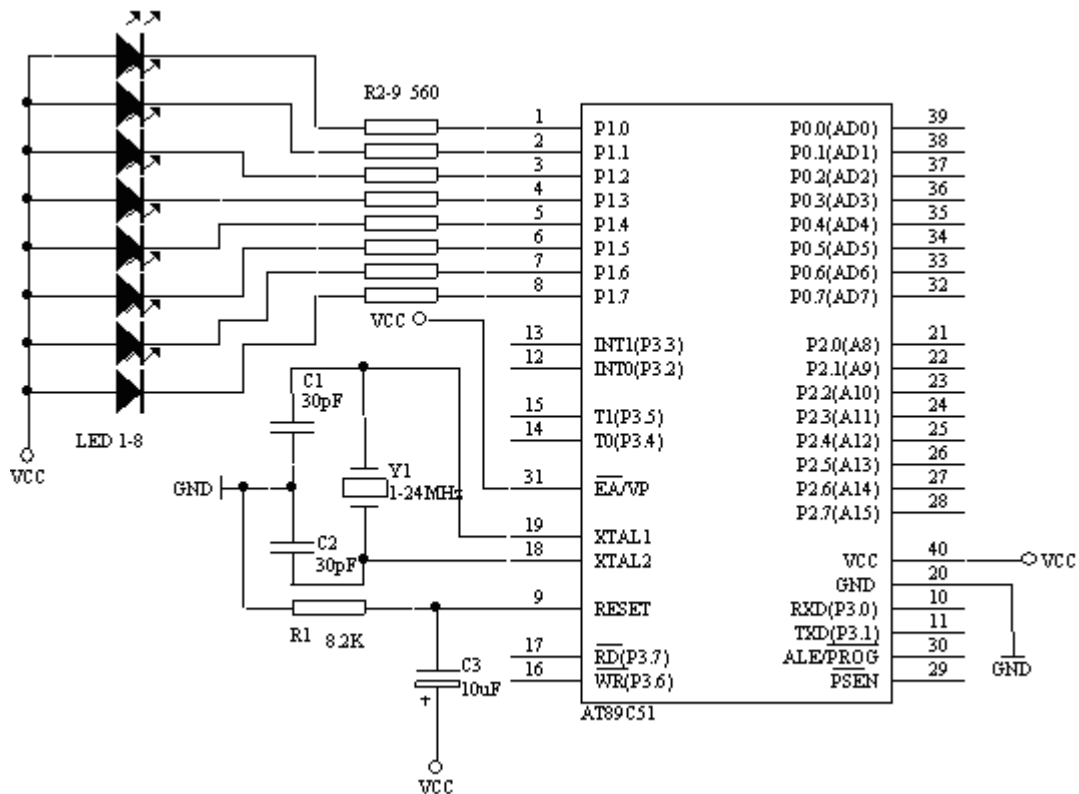 R2-9 560
LED 1-8
VCC
VCC
C1
30pF
GND
Y1
1-24MHz
C2
30pF
R1 8.2K
C3
10uF
+
VCC
1 P1.0
2 P1.1
3 P1.2
4 P1.3
5 P1.4
6 P1.5
7 P1.6
8 P1.7
13 INT1(P3.3)
12 INT0(P3.2)
15 T1(P3.5)
14 T0(P3.4)
31 EA/VP
19 XTAL1
18 XTAL2
9 RESET
17 RD(P3.7)
16 WR(P3.6)
AT89C51
P0.0(AD0) 39
P0.1(AD1) 38
P0.2(AD2) 37
P0.3(AD3) 36
P0.4(AD4) 35
P0.5(AD5) 34
P0.6(AD6) 33
P0.7(AD7) 32
P2.0(A8) 21
P2.1(A9) 22
P2.2(A10) 23
P2.3(A11) 24
P2.4(A12) 25
P2.5(A13) 26
P2.6(A14) 27
P2.7(A15) 28
VCC 40 VCC
GND 20
RXD(P3.0) 10
TXD(P3.1) 11
ALE/PROG 30
PSEN 29
GND